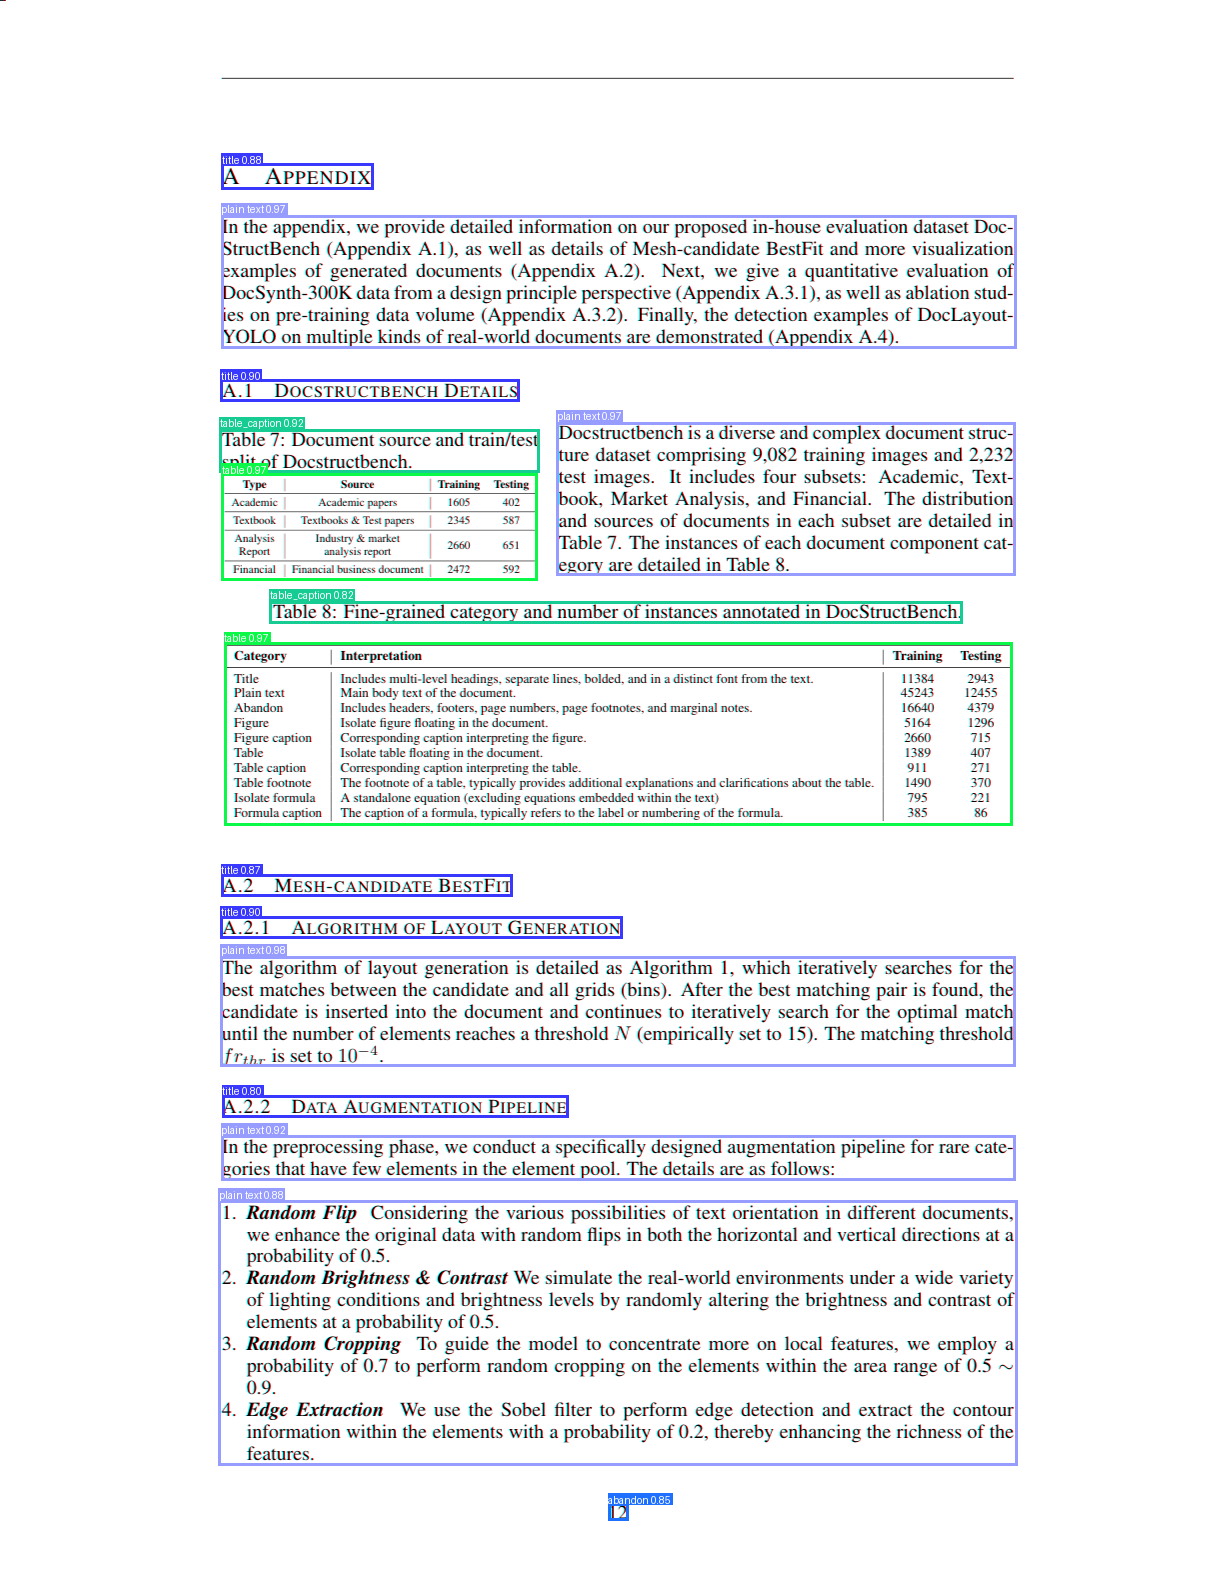 title 0.88
A APPENDIX
plain text 0.97
In the appendix, we provide detailed information on our proposed in-house evaluation dataset Doc-
StructBench (Appendix A.1), as well as details of Mesh-candidate BestFit and more visualization
examples of generated documents (Appendix A.2). Next, we give a quantitative evaluation of
DocSynth-300K data from a design principle perspective (Appendix A.3.1), as well as ablation stud-
ies on pre-training data volume (Appendix A.3.2). Finally, the detection examples of DocLayout-
YOLO on multiple kinds of real-world documents are demonstrated (Appendix A.4).
title 0.90
A.1 DOCSTRUCTBENCH DETAILS
table_caption 0.92
Table 7: Document source and train/test
split of Docstructbench.
table 0.97
Type Source Training Testing
Academic Academic papers 1605 402
Textbook Textbooks & Test papers 2345 587
Analysis Report Industry & market analysis report 2660 651
Financial Financial business document 2472 592
plain text 0.97
Docstructbench is a diverse and complex document struc-
ture dataset comprising 9,082 training images and 2,232
test images. It includes four subsets: Academic, Text-
book, Market Analysis, and Financial. The distribution
and sources of documents in each subset are detailed in
Table 7. The instances of each document component cat-
egory are detailed in Table 8.
table_caption 0.82
Table 8: Fine-grained category and number of instances annotated in DocStructBench.
table 0.97
Category Interpretation Training Testing
Title Includes multi-level headings, separate lines, bolded, and in a distinct font from the text. 11384 2943
Plain text Main body text of the document. 45243 12455
Abandon Includes headers, footers, page numbers, page footnotes, and marginal notes. 16640 4379
Figure Isolate figure floating in the document. 5164 1296
Figure caption Corresponding caption interpreting the figure. 2660 715
Table Isolate table floating in the document. 1389 407
Table caption Corresponding caption interpreting the table. 911 271
Table footnote The footnote of a table, typically provides additional explanations and clarifications about the table. 1490 370
Isolate formula A standalone equation (excluding equations embedded within the text) 795 221
Formula caption The caption of a formula, typically refers to the label or numbering of the formula. 385 86
title 0.87
A.2 MESH-CANDIDATE BESTFIT
title 0.90
A.2.1 ALGORITHM OF LAYOUT GENERATION
plain text 0.98
The algorithm of layout generation is detailed as Algorithm 1, which iteratively searches for the
best matches between the candidate and all grids (bins). After the best matching pair is found, the
candidate is inserted into the document and continues to iteratively search for the optimal match
until the number of elements reaches a threshold N (empirically set to 15). The matching threshold
fr_thr is set to 10⁻⁴.
title 0.80
A.2.2 DATA AUGMENTATION PIPELINE
plain text 0.92
In the preprocessing phase, we conduct a specifically designed augmentation pipeline for rare cate-
gories that have few elements in the element pool. The details are as follows:
plain text 0.88
1. Random Flip Considering the various possibilities of text orientation in different documents,
we enhance the original data with random flips in both the horizontal and vertical directions at a
probability of 0.5.
2. Random Brightness & Contrast We simulate the real-world environments under a wide variety
of lighting conditions and brightness levels by randomly altering the brightness and contrast of
elements at a probability of 0.5.
3. Random Cropping To guide the model to concentrate more on local features, we employ a
probability of 0.7 to perform random cropping on the elements within the area range of 0.5 ∼
0.9.
4. Edge Extraction We use the Sobel filter to perform edge detection and extract the contour
information within the elements with a probability of 0.2, thereby enhancing the richness of the
features.
abandon 0.85
12